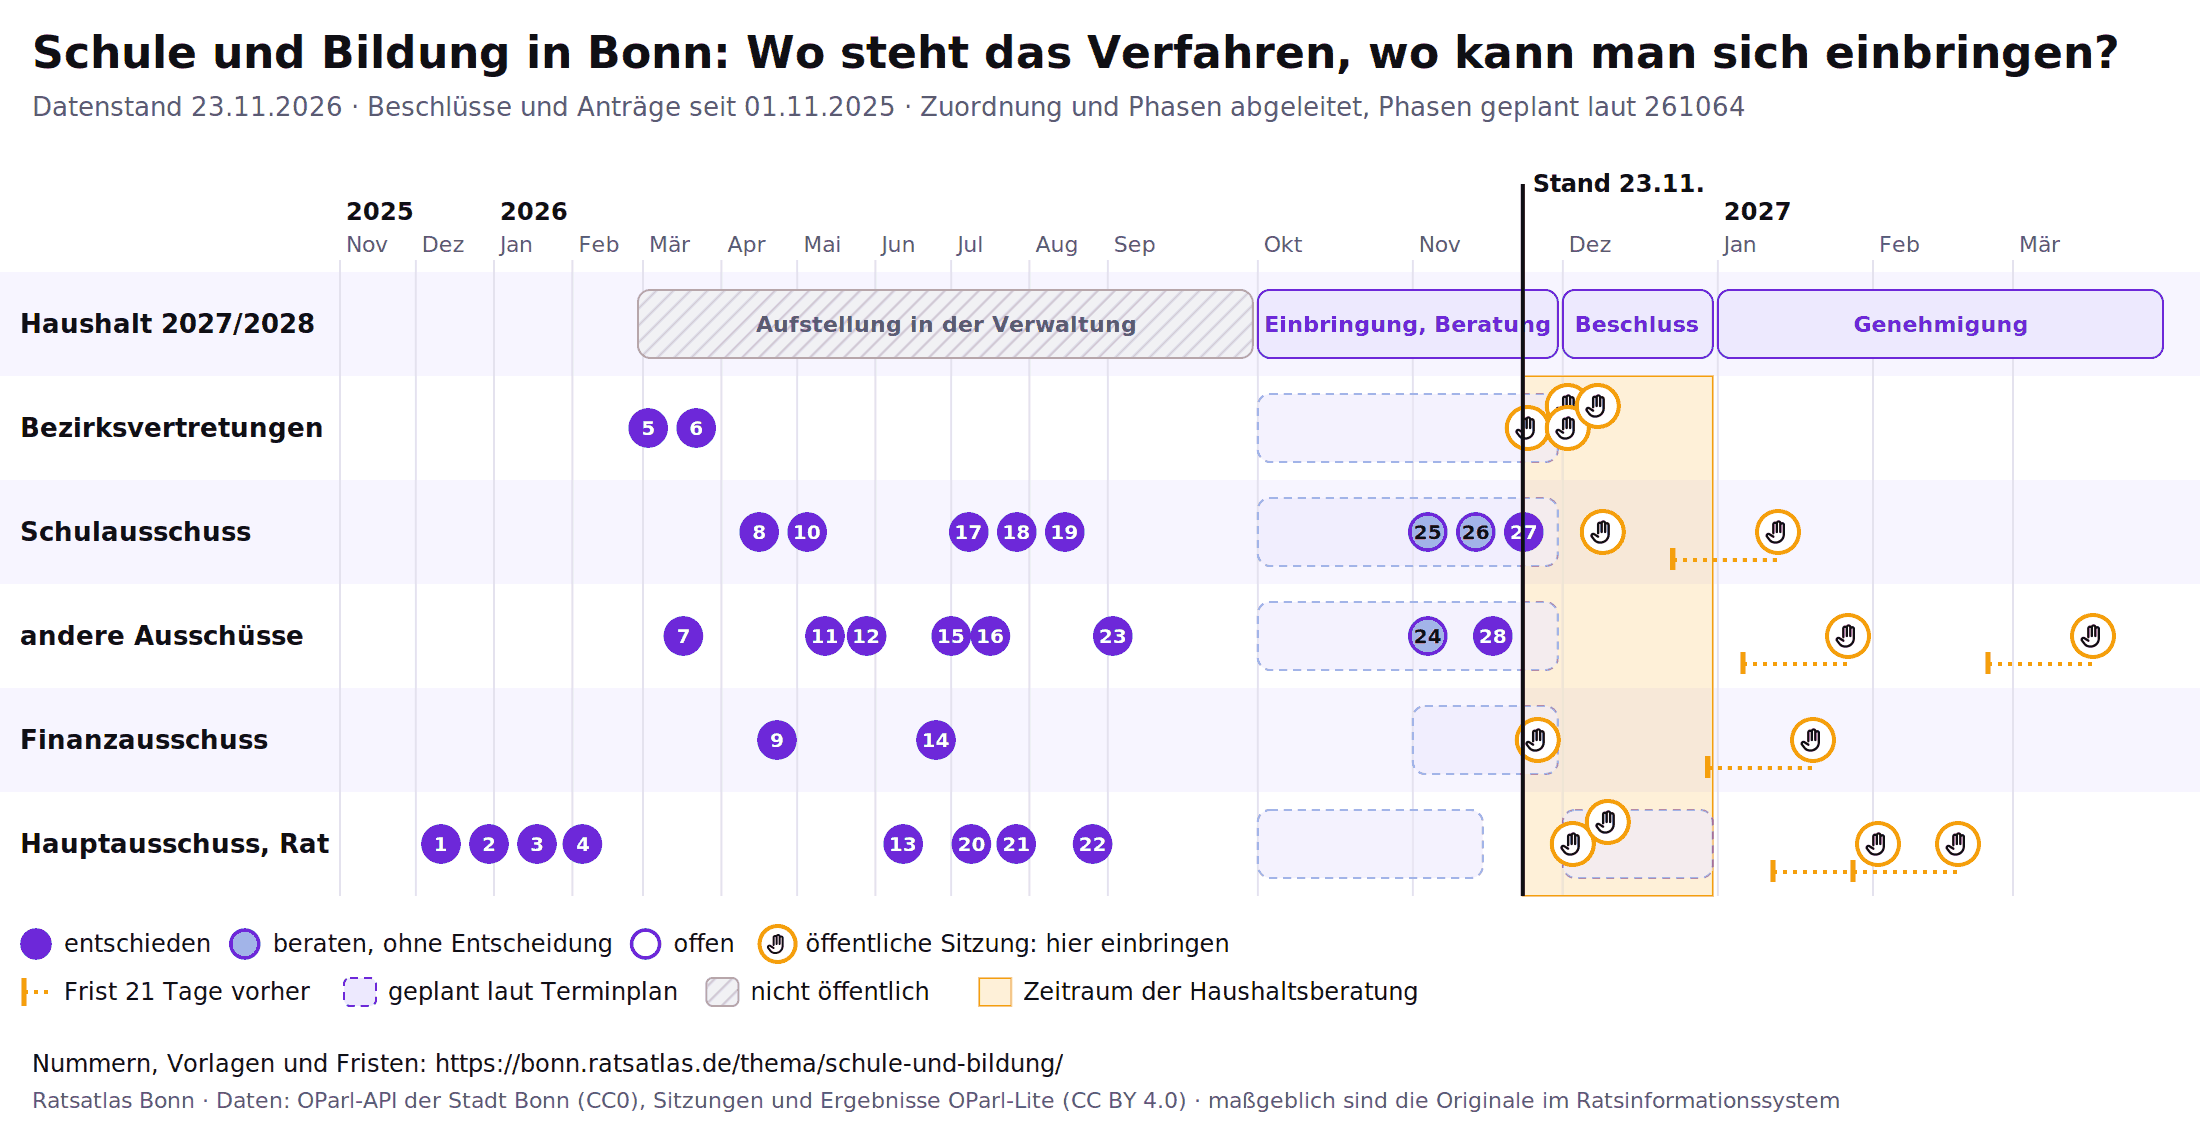 Schule und Bildung in Bonn: Wo steht das Verfahren, wo kann man sich einbringen?
Datenstand 23.11.2026 · Beschlüsse und Anträge seit 01.11.2025 · Zuordnung und Phasen abgeleitet, Phasen geplant laut 261064
Stand 23.11.
2025 2026 2027
Nov Dez Jan Feb Mär Apr Mai Jun Jul Aug Sep Okt Nov Dez Jan Feb Mär
Haushalt 2027/2028 Aufstellung in der Verwaltung Einbringung, Beratung Beschluss Genehmigung
Bezirksvertretungen 5 6
Schulausschuss 8 10 17 18 19 25 26 27
andere Ausschüsse 7 11 12 15 16 23 24 28
Finanzausschuss 9 14
Hauptausschuss, Rat 1 2 3 4 13 20 21 22
entschieden beraten, ohne Entscheidung offen öffentliche Sitzung: hier einbringen
Frist 21 Tage vorher geplant laut Terminplan nicht öffentlich Zeitraum der Haushaltsberatung
Nummern, Vorlagen und Fristen: https://bonn.ratsatlas.de/thema/schule-und-bildung/
Ratsatlas Bonn · Daten: OParl-API der Stadt Bonn (CC0), Sitzungen und Ergebnisse OParl-Lite (CC BY 4.0) · maßgeblich sind die Originale im Ratsinformationssystem